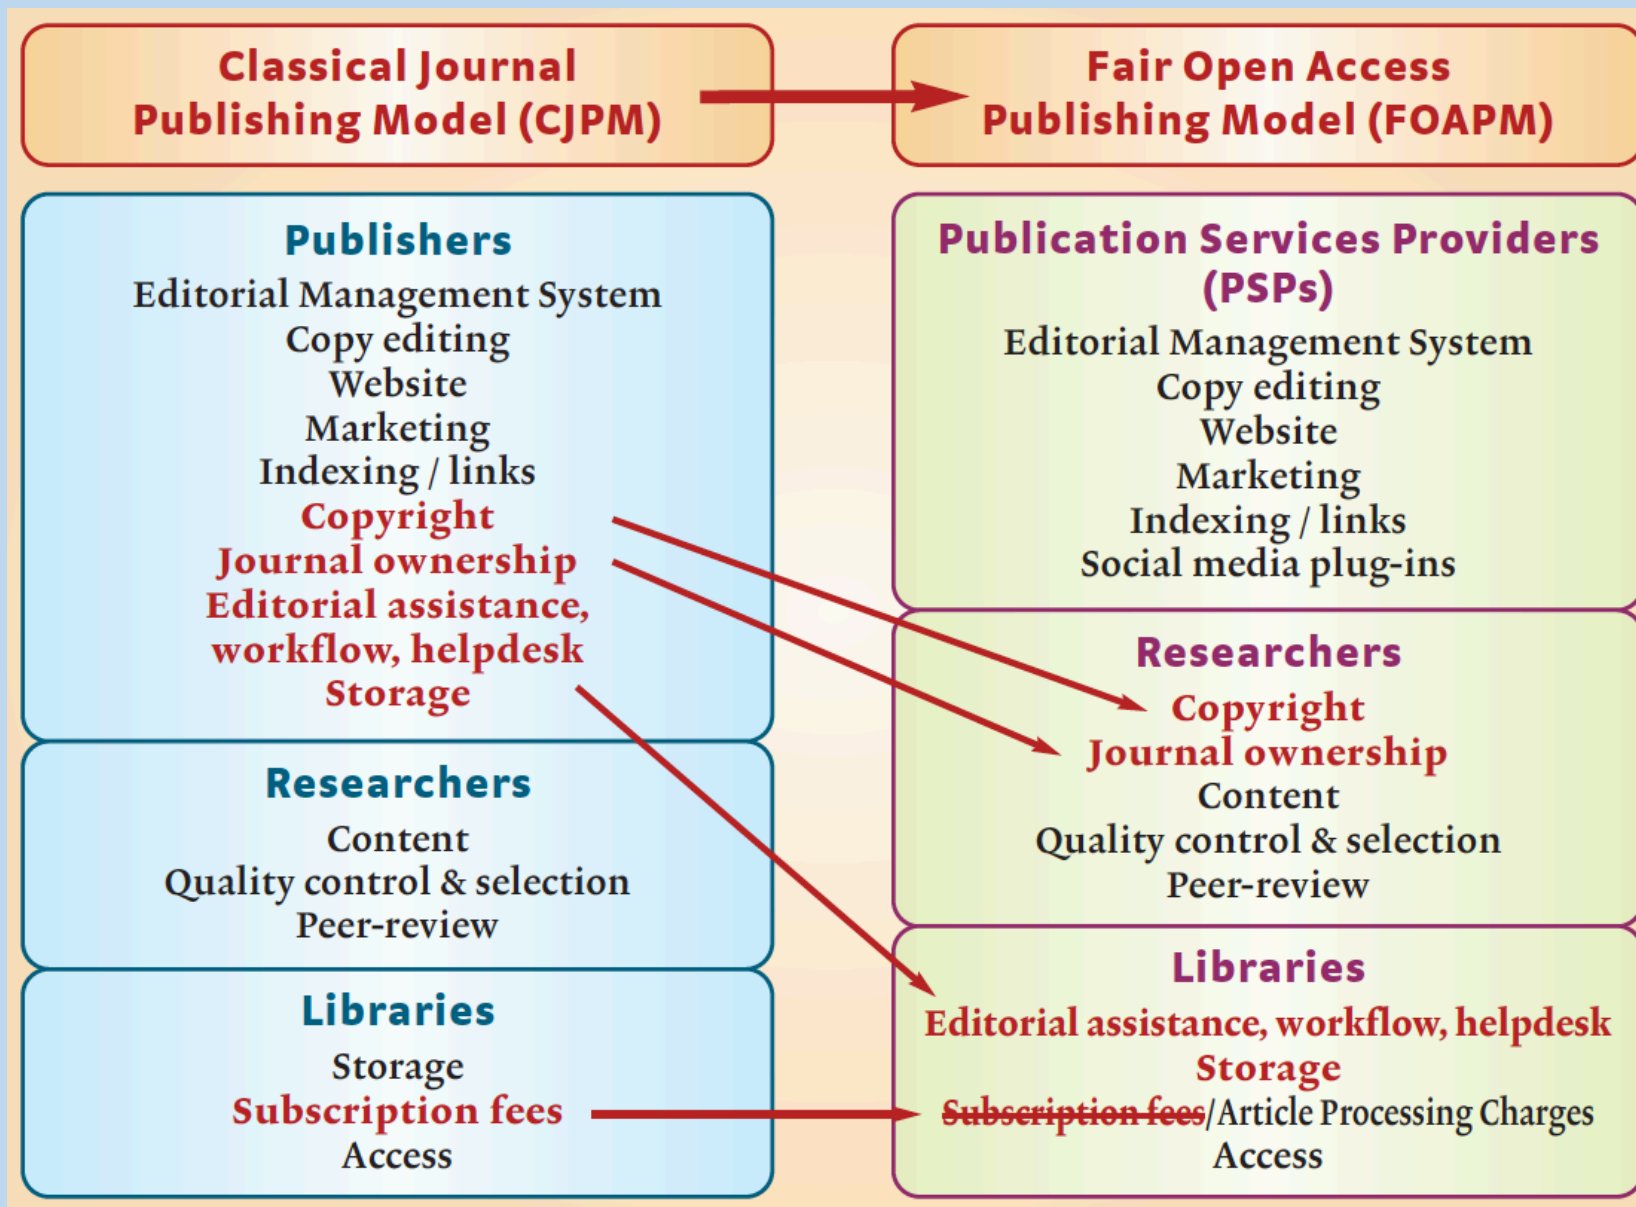 Classical Journal
Publishing Model (CJPM)
Fair Open Access
Publishing Model (FOAPM)
Publishers
Editorial Management System
Copy editing
Website
Marketing
Indexing / links
Copyright
Journal ownership
Editorial assistance,
workflow, helpdesk
Storage
Researchers
Content
Quality control & selection
Peer-review
Libraries
Storage
Subscription fees
Access
Publication Services Providers
(PSPs)
Editorial Management System
Copy editing
Website
Marketing
Indexing / links
Social media plug-ins
Researchers
Copyright
Journal ownership
Content
Quality control & selection
Peer-review
Libraries
Editorial assistance, workflow, helpdesk
Storage
Subscription fees/Article Processing Charges
Access